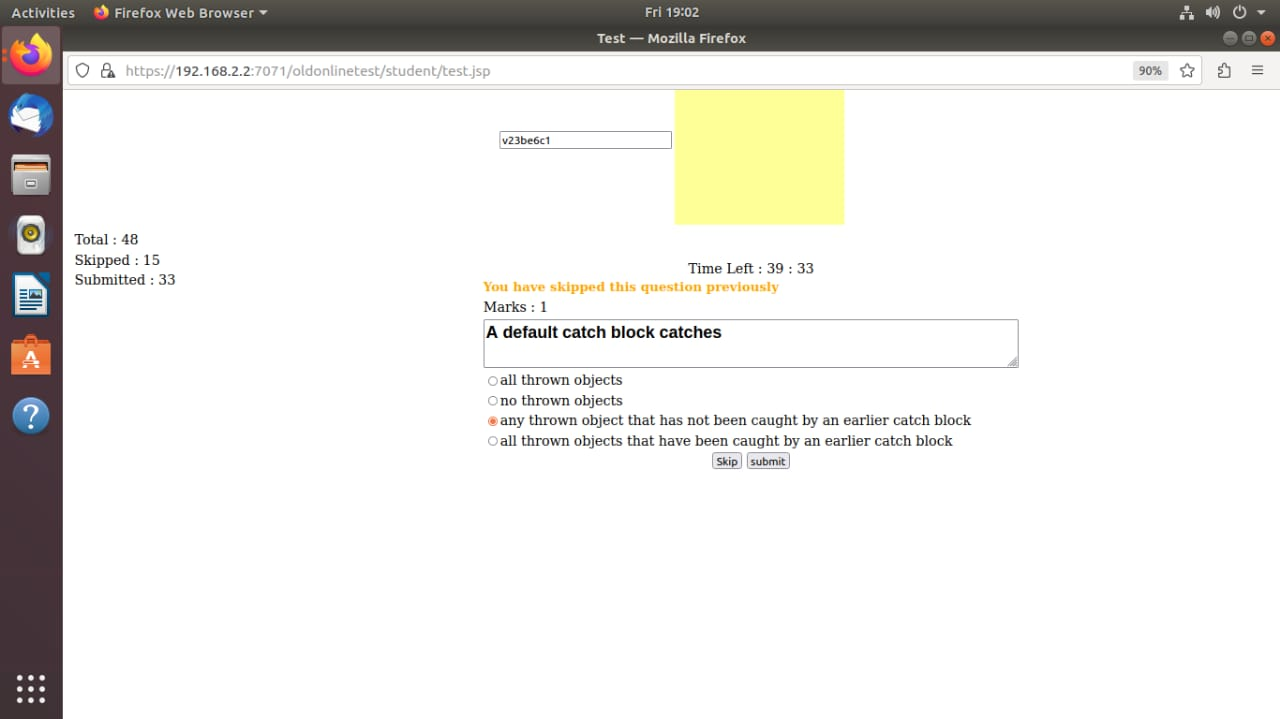 Activities Firefox Web Browser Fri 19:02
Test — Mozilla Firefox
https://192.168.2.2:7071/oldonlinetest/student/test.jsp 90%
v23be6c1
Total : 48
Skipped : 15
Submitted : 33
Time Left : 39 : 33
You have skipped this question previously
Marks : 1
A default catch block catches
all thrown objects
no thrown objects
any thrown object that has not been caught by an earlier catch block
all thrown objects that have been caught by an earlier catch block
Skip submit